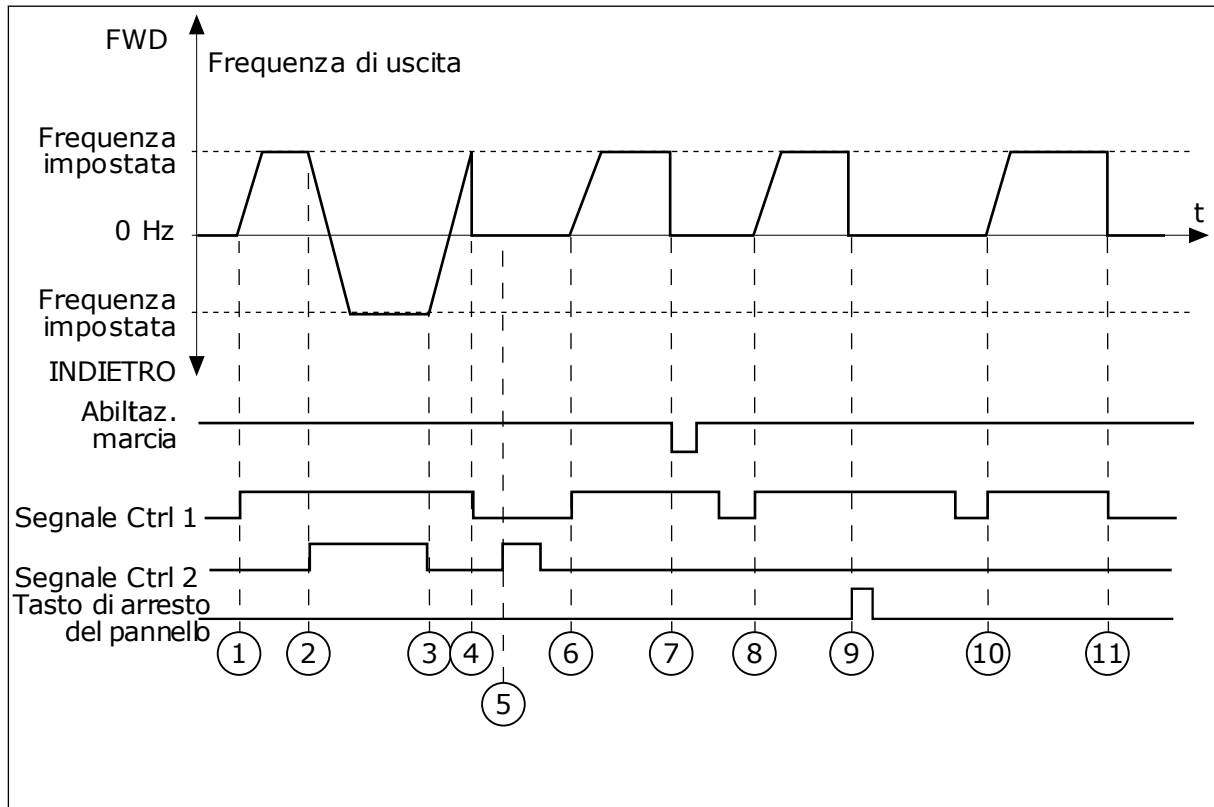 FWD
Frequenza di uscita
Frequenza
impostata
t
0 Hz
Frequenza
impostata
INDIETRO
Abiltaz.
marcia
Segnale Ctrl 1
Segnale Ctrl 2
Tasto di arresto
del pannello
1 2 3 4 6 7 8 9 10 11
5